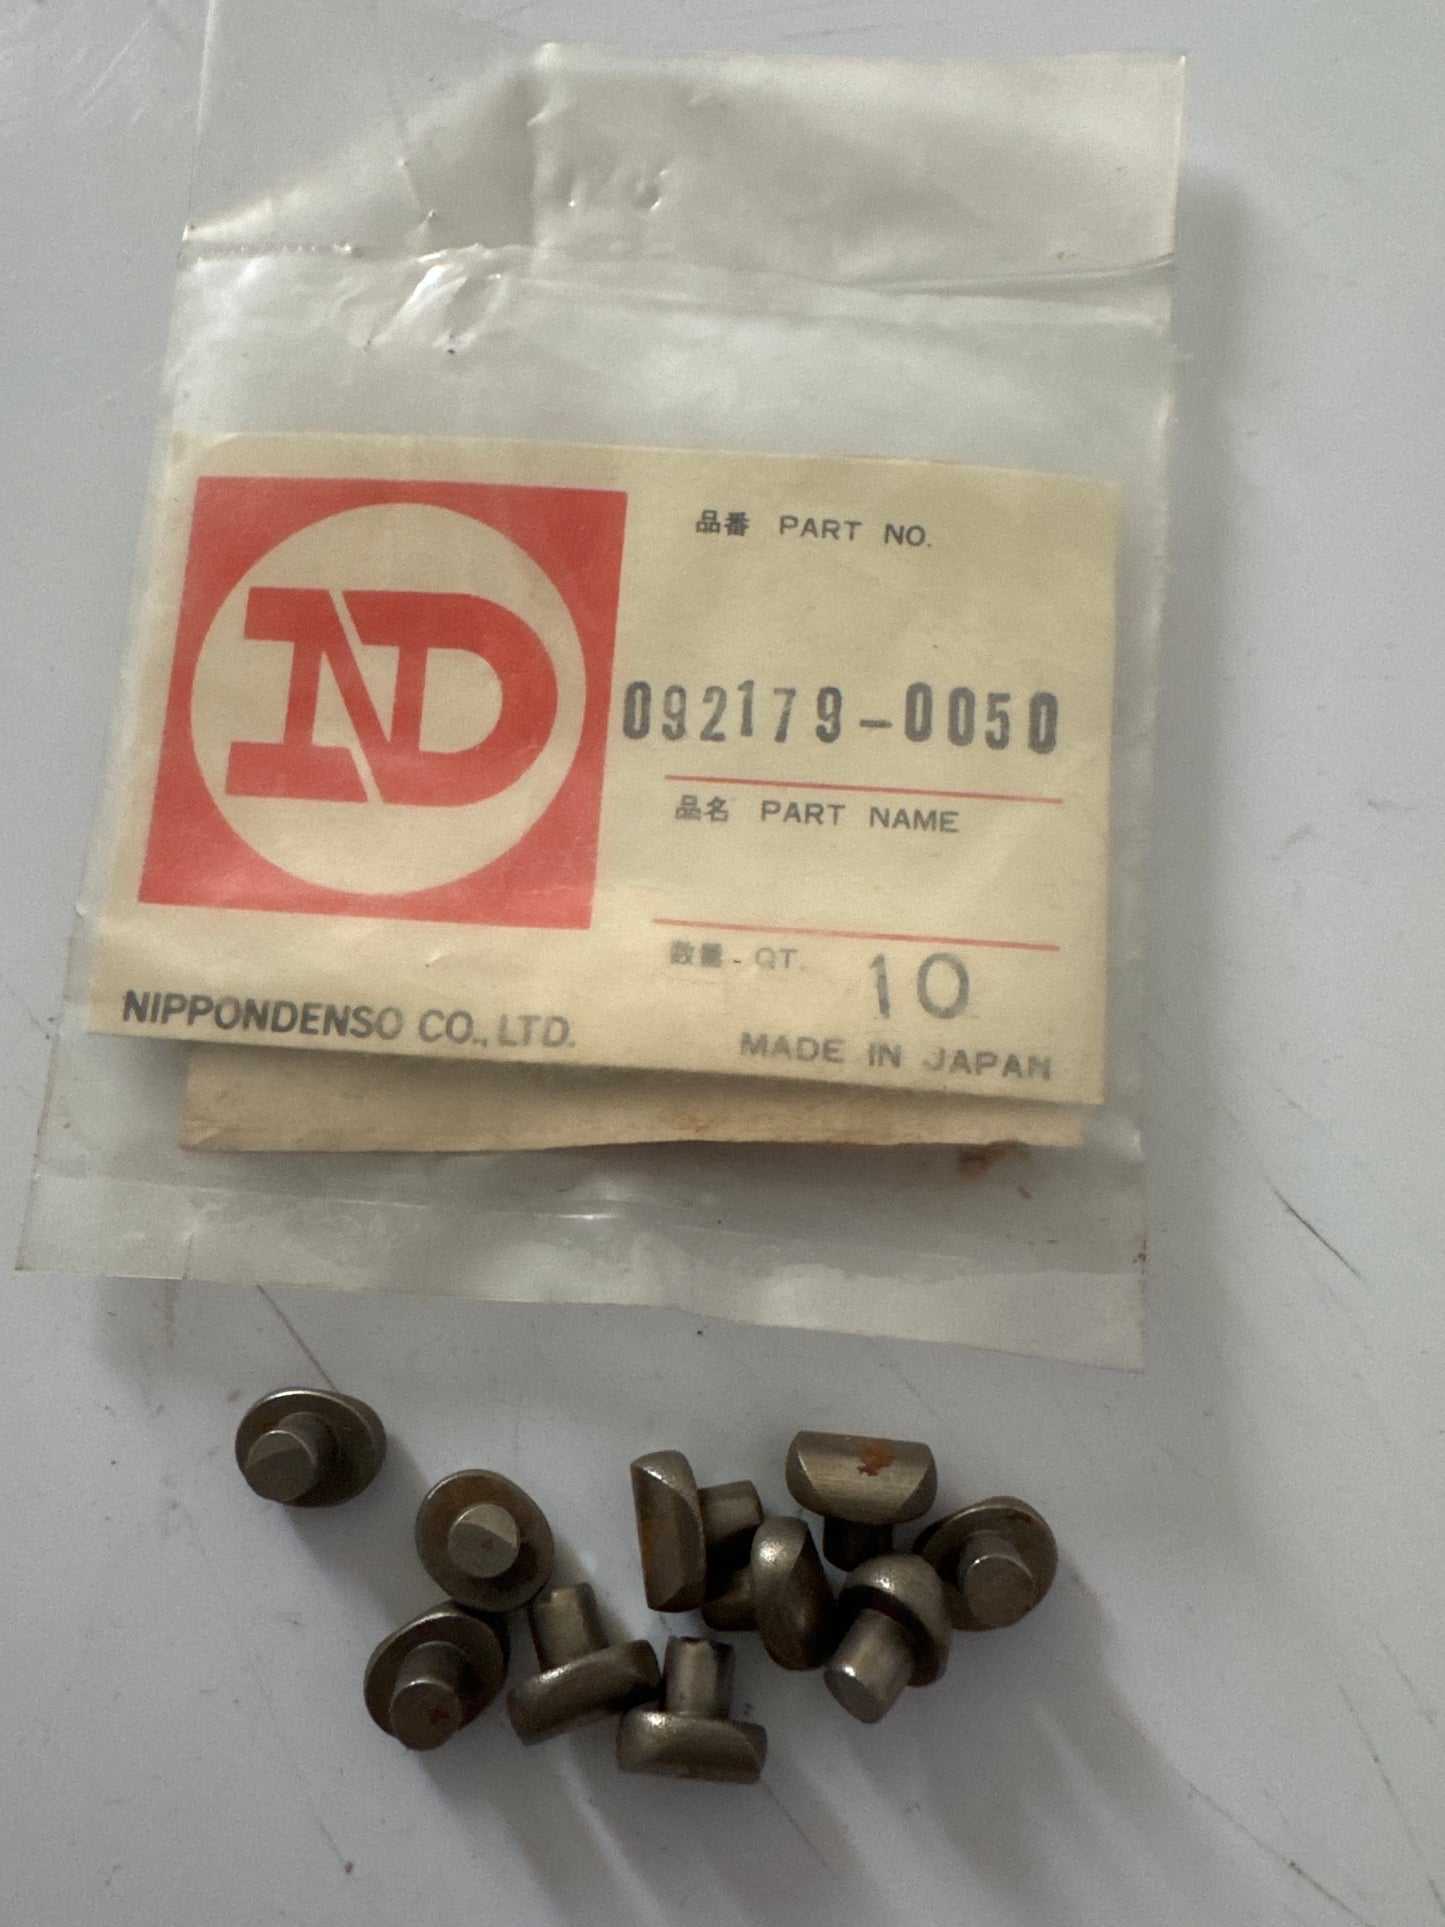 ND
品番 PART NO.
092179-0050
品名 PART NAME
数量-QT. 10
NIPPONDENSO CO., LTD.
MADE IN JAPAN